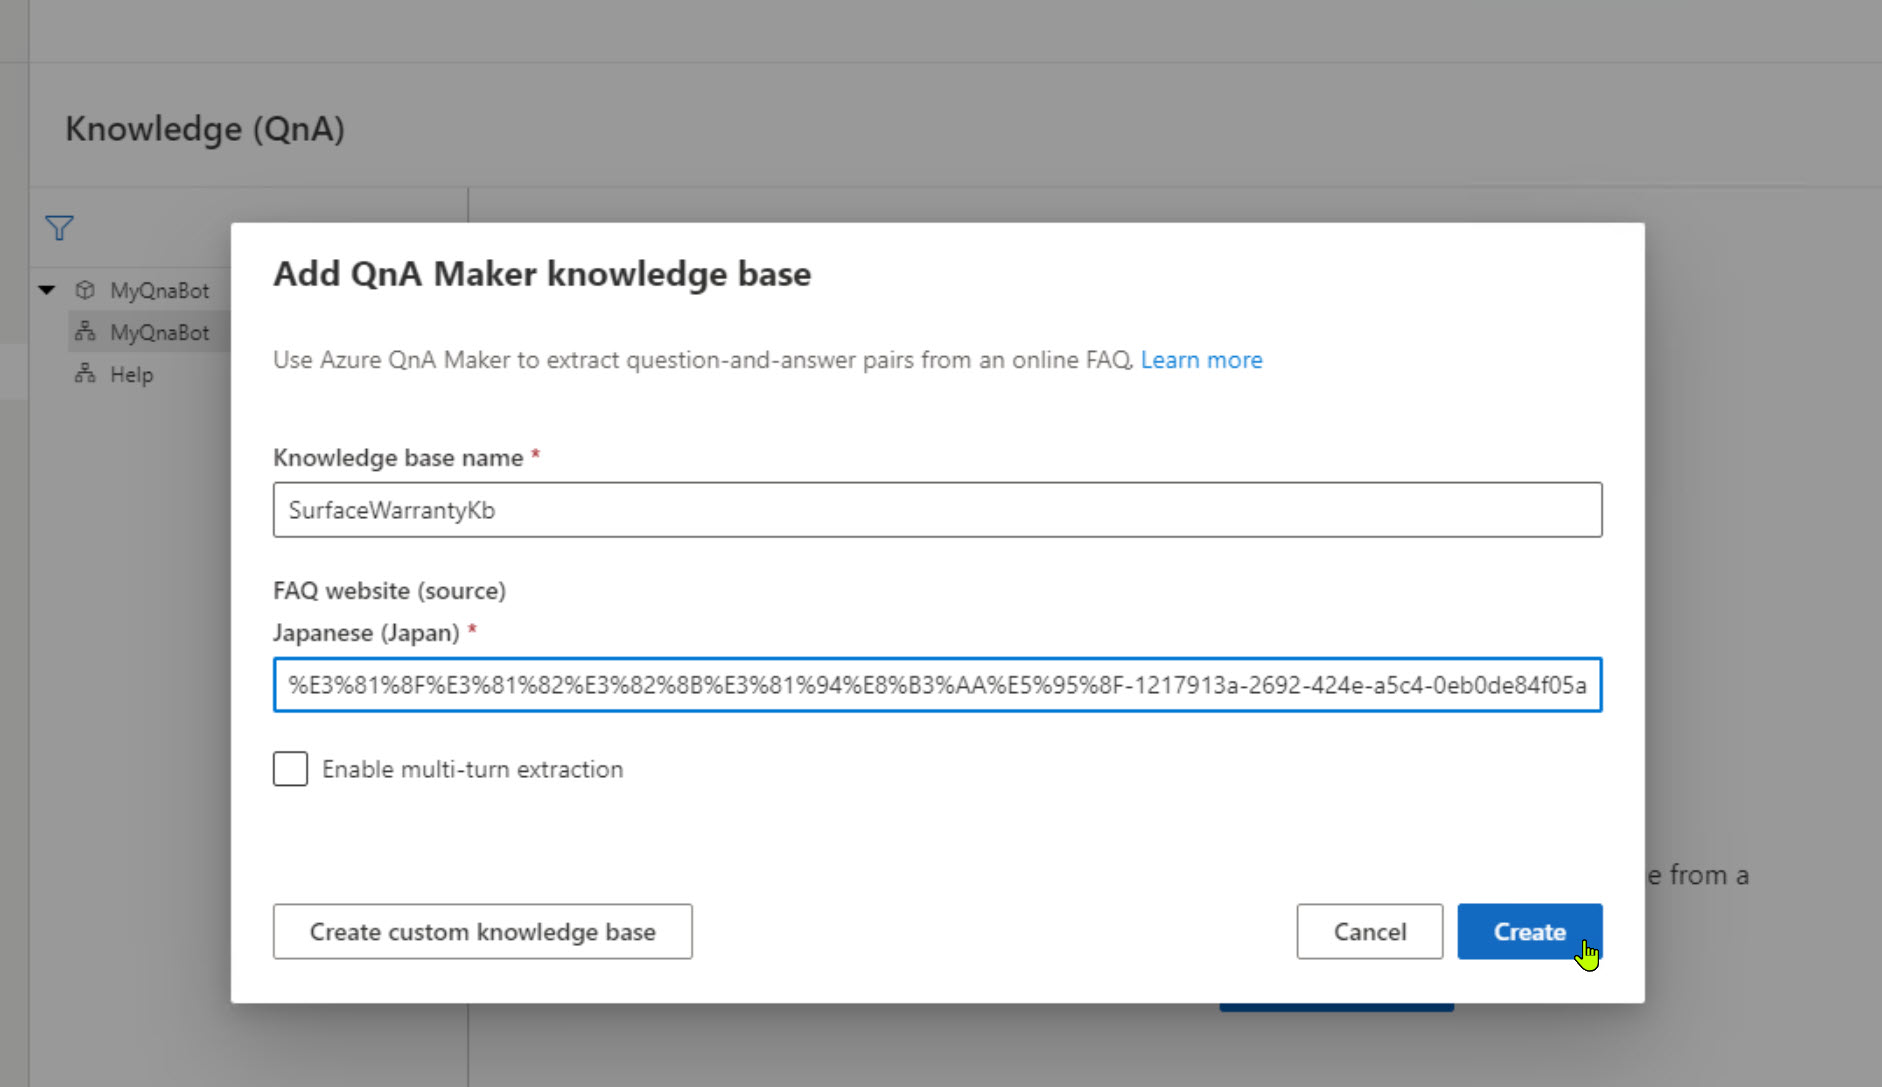 Knowledge (QnA)
MyQnaBot
MyQnaBot
Help
Add QnA Maker knowledge base
Use Azure QnA Maker to extract question-and-answer pairs from an online FAQ. Learn more
Knowledge base name *
SurfaceWarrantyKb
FAQ website (source)
Japanese (Japan) *
%E3%81%8F%E3%81%82%E3%82%8B%E3%81%94%E8%B3%AA%E5%95%8F-1217913a-2692-424e-a5c4-0eb0de84f05a
Enable multi-turn extraction
e from a
Create custom knowledge base
Cancel
Create